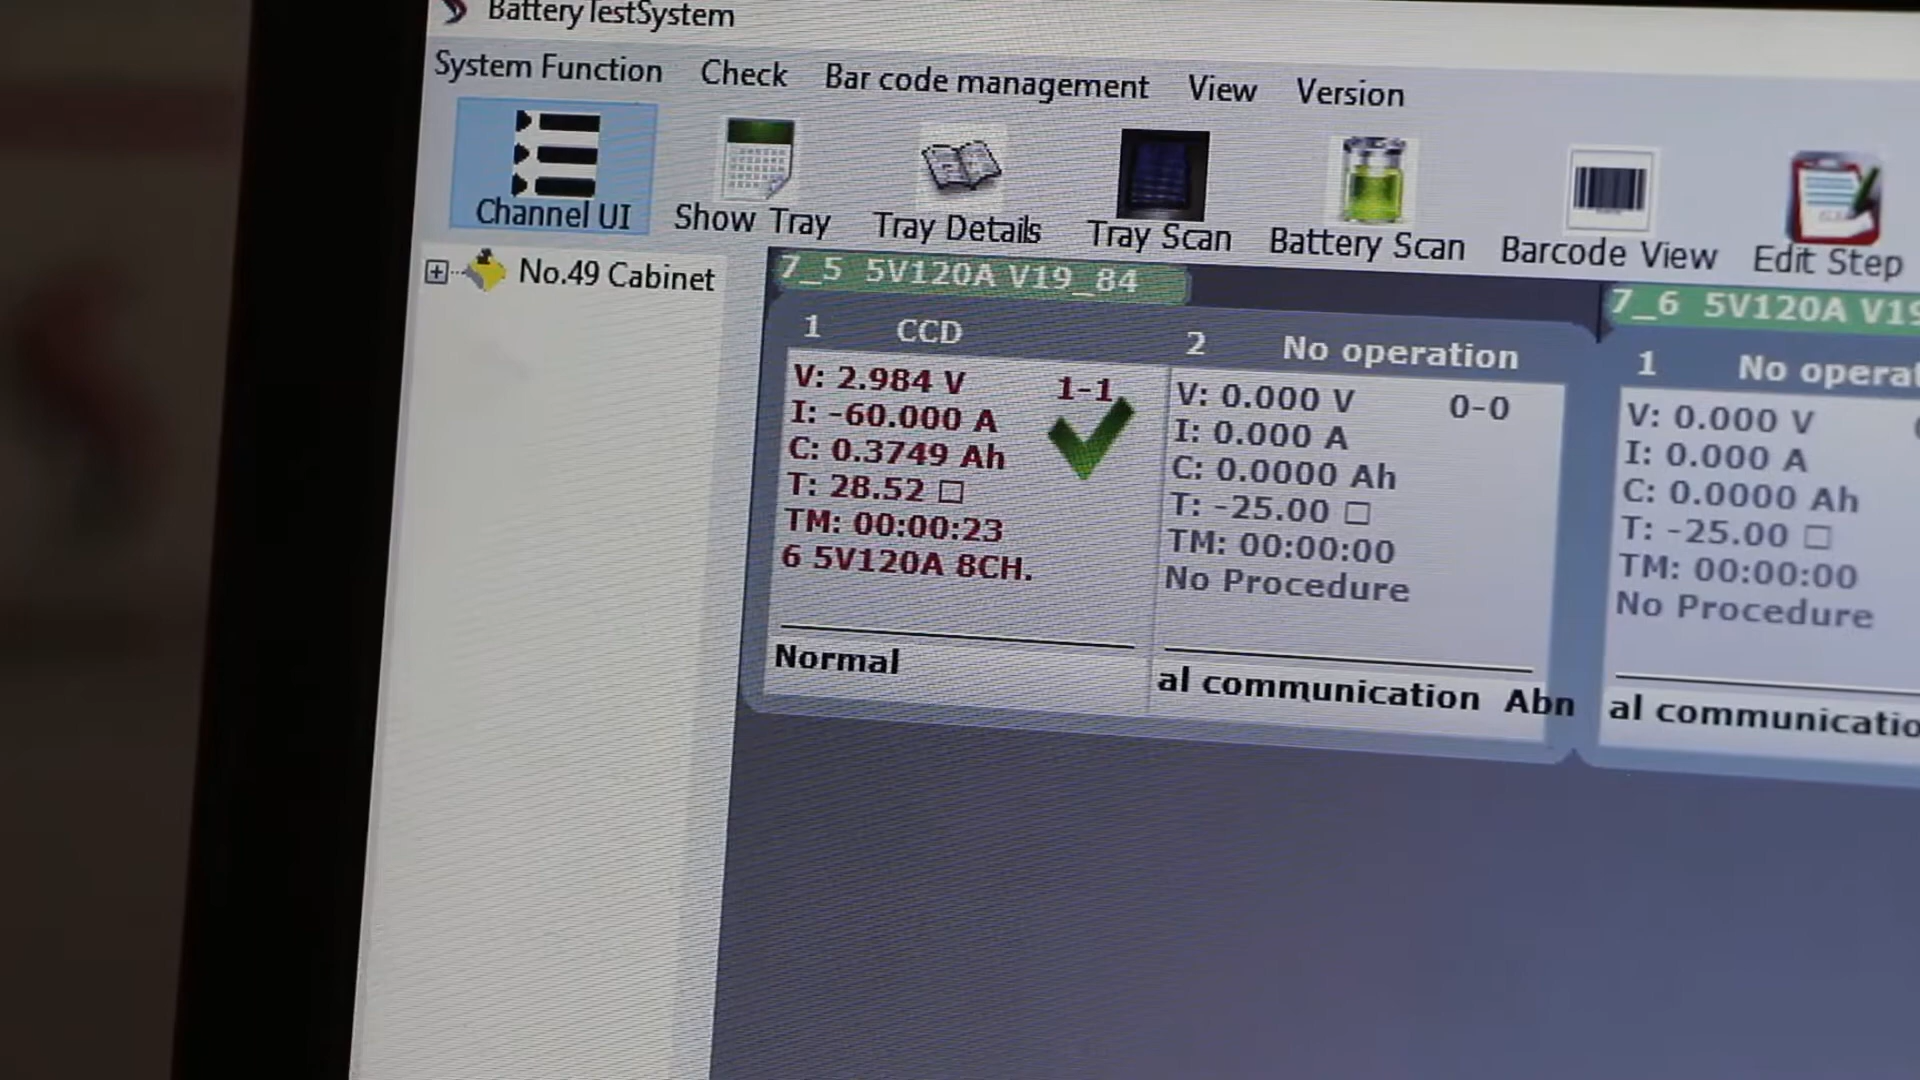 BatteryTestSystem
System Function Check Bar code management View Version
Channel UI Show Tray Tray Details Tray Scan Battery Scan Barcode View Edit Step
No.49 Cabinet
7_5 5V120A V19_84
1 CCD
V: 2.984 V 1-1
I: -60.000 A
C: 0.3749 Ah
T: 28.52 □
TM: 00:00:23
6 5V120A 8CH.
Normal
2 No operation
V: 0.000 V 0-0
I: 0.000 A
C: 0.0000 Ah
T: -25.00 □
TM: 00:00:00
No Procedure
al communication Abn
7_6 5V120A V19
1 No operat
V: 0.000 V
I: 0.000 A
C: 0.0000 Ah
T: -25.00 □
TM: 00:00:00
No Procedure
al communicatio